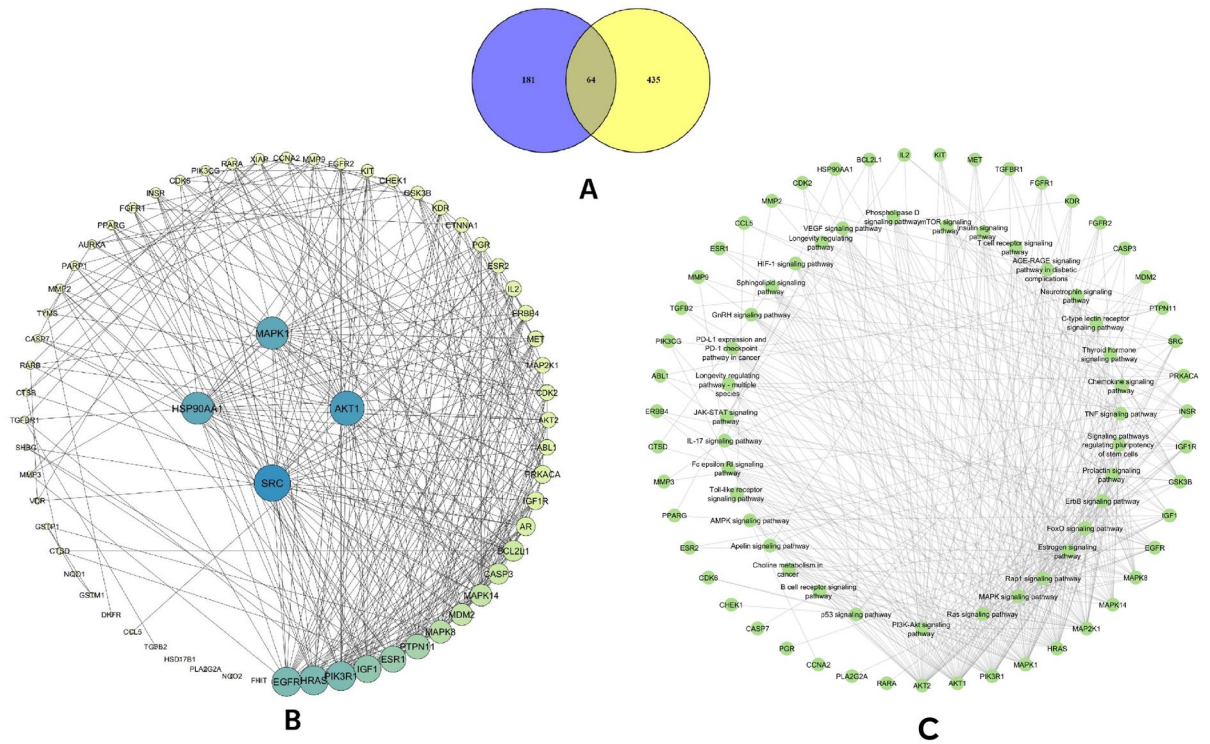 181
64
435
A
MAPK1
HSP90AA1
AKT1
SRC
CCNA2
MMP9
FGFR2
KIT
CHEK1
GSK3B
KDR
CTNNA1
PGR
ESR2
IL2
ERBB4
MET
MAP2K1
CDK2
AKT2
ABL1
PRKACA
IGF1R
AR
BCL2L1
CASP3
MAPK14
MDM2
MAPK8
PTPN11
ESR1
IGF1
PIK3R1
HRAS
EGFR
FHIT
NQO2
PLA2G2A
HSD17B1
TGFB2
CCL5
DHFR
GSTM1
NQO1
CTSD
GSTP1
VDR
MMP3
SHBG
TGFBR1
CTSB
RARB
CASP7
TYMS
MMP2
PARP1
AURKA
PPARG
FGFR1
INSR
PIK3CG
RARA
XIAP
B
IL2
KIT
MET
TGFBR1
FGFR1
KDR
FGFR2
CASP3
MDM2
PTPN11
SRC
PRKACA
INSR
IGF1R
GSK3B
IGF1
EGFR
MAPK8
MAPK14
MAP2K1
HRAS
MAPK1
PIK3R1
AKT1
AKT2
RARA
PLA2G2A
CCNA2
PGR
CASP7
CHEK1
CDK6
ESR2
PPARG
MMP3
CTSD
ERBB4
ABL1
PIK3CG
TGFB2
MMP9
ESR1
CCL5
MMP2
CDK2
HSP90AA1
BCL2L1
Phospholipase D
signaling pathway
mTOR signaling
pathway
Insulin signaling
pathway
T cell receptor signaling
pathway
AGE-RAGE signaling
pathway in diabetic
complications
Neurotrophin signaling
pathway
C-type lectin receptor
signaling pathway
Thyroid hormone
signaling pathway
Chemokine signaling
pathway
TNF signaling pathway
Signaling pathways
regulating pluripotency
of stem cells
Prolactin signaling
pathway
ErbB signaling pathway
FoxO signaling pathway
Estrogen signaling
pathway
Rap1 signaling pathway
MAPK signaling pathway
Ras signaling pathway
PI3K-Akt signaling
pathway
p53 signaling pathway
B cell receptor signaling
pathway
Choline metabolism in
cancer
Apelin signaling pathway
AMPK signaling pathway
Toll-like receptor
signaling pathway
Fc epsilon RI signaling
pathway
IL-17 signaling pathway
JAK-STAT signaling
pathway
Longevity regulating
pathway - multiple
species
PD-L1 expression and
PD-1 checkpoint
pathway in cancer
GnRH signaling pathway
Sphingolipid signaling
pathway
HIF-1 signaling pathway
Longevity regulating
pathway
VEGF signaling pathway
C